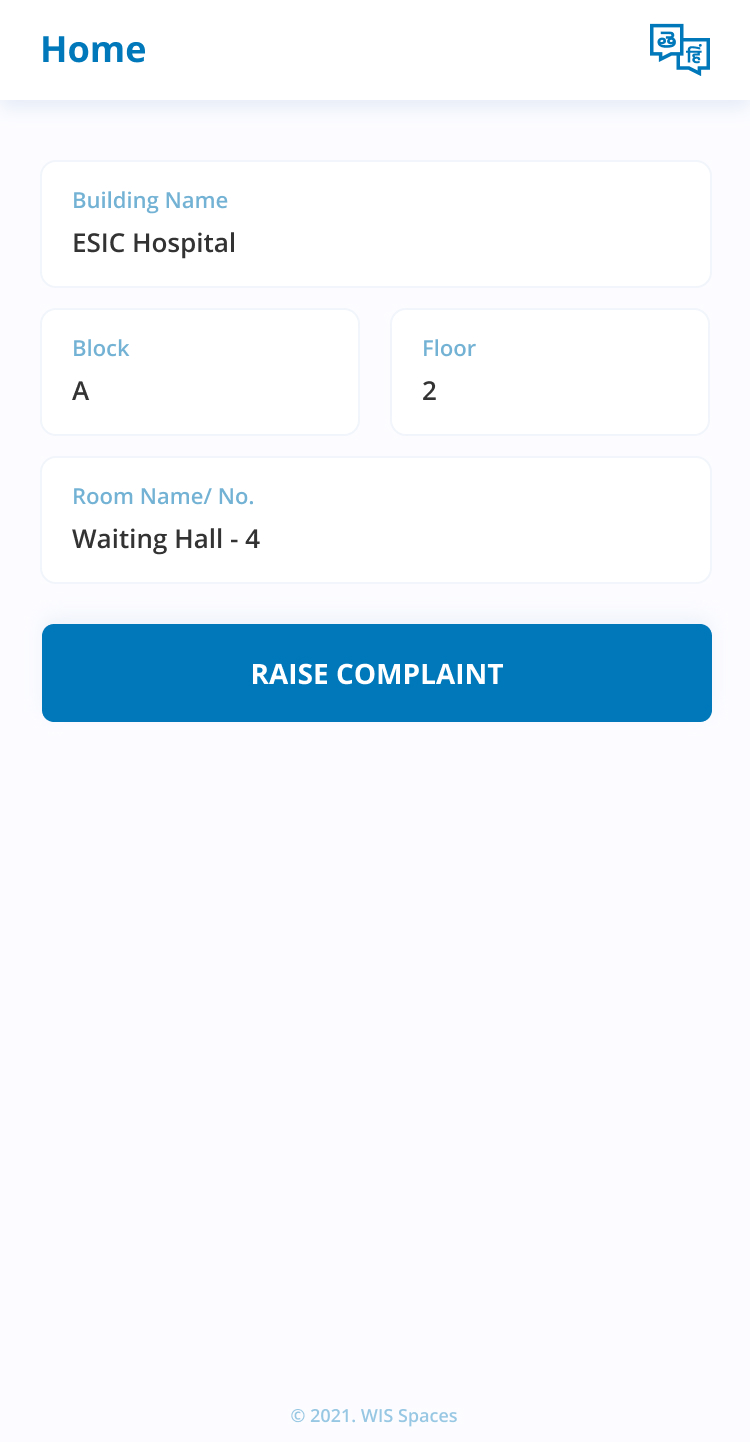 Home
తె
हिं
Building Name
ESIC Hospital
Block
A
Floor
2
Room Name/ No.
Waiting Hall - 4
RAISE COMPLAINT
© 2021. WIS Spaces